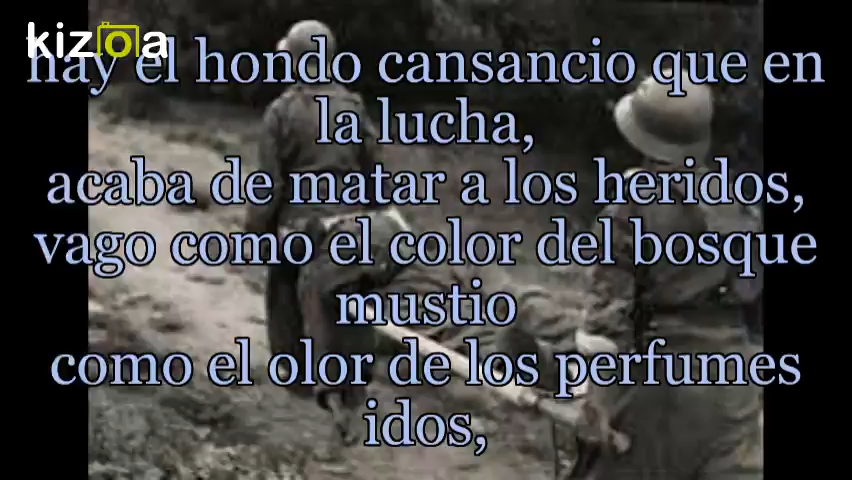 kizoa
hay el hondo cansancio que en
la lucha,
acaba de matar a los heridos,
vago como el color del bosque
mustio
como el olor de los perfumes
idos,